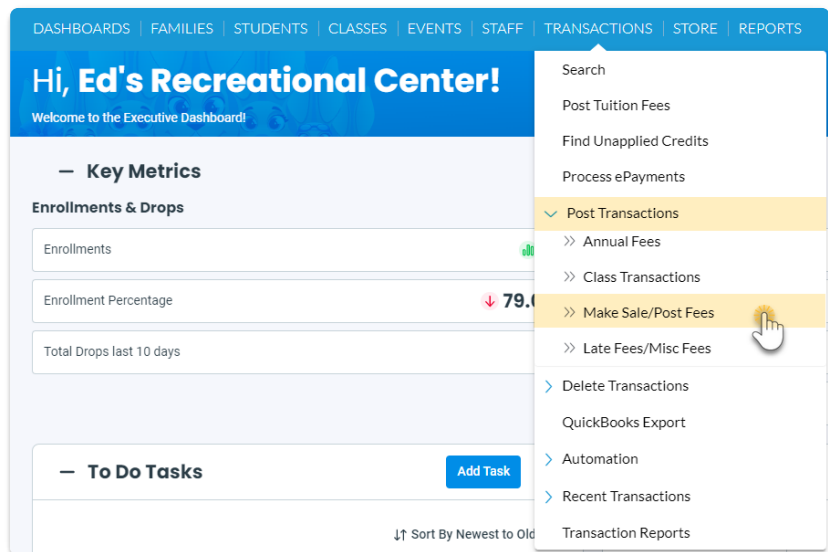 DASHBOARDS FAMILIES STUDENTS CLASSES EVENTS STAFF TRANSACTIONS STORE REPORTS
Hi, Ed's Recreational Center!
Welcome to the Executive Dashboard!
Key Metrics
Enrollments & Drops
Enrollments
Enrollment Percentage
79.
Total Drops last 10 days
To Do Tasks
Add Task
Sort By Newest to Old
Search
Post Tuition Fees
Find Unapplied Credits
Process ePayments
Post Transactions
Annual Fees
Class Transactions
Make Sale/Post Fees
Late Fees/Misc Fees
Delete Transactions
QuickBooks Export
Automation
Recent Transactions
Transaction Reports